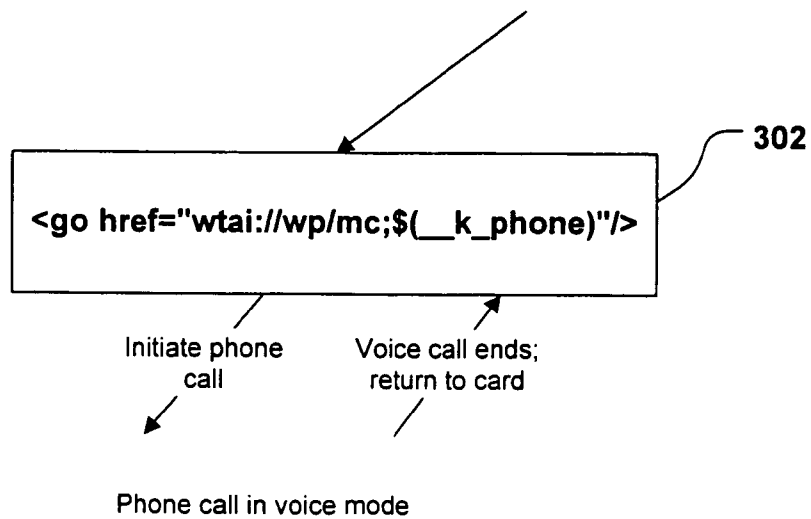 302
<go href="wtai://wp/mc;$(__k_phone)"/>
Initiate phone
call
Voice call ends;
return to card
Phone call in voice mode